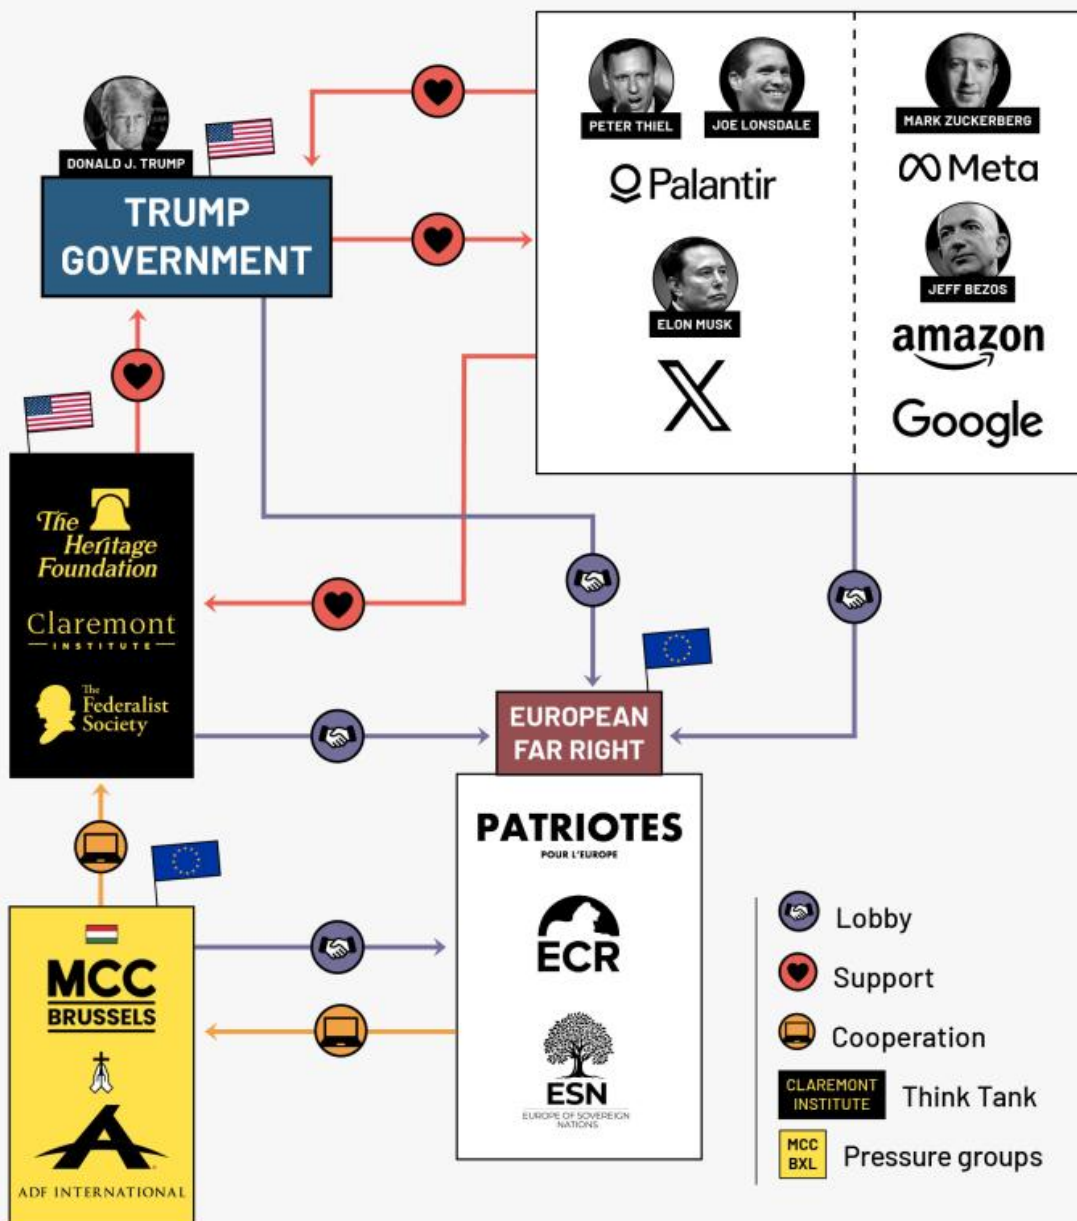 DONALD J. TRUMP
TRUMP
GOVERNMENT
PETER THIEL
JOE LONSDALE
Palantir
ELON MUSK
X
MARK ZUCKERBERG
Meta
JEFF BEZOS
amazon
Google
The
Heritage
Foundation
Claremont
INSTITUTE
The
Federalist
Society
EUROPEAN
FAR RIGHT
PATRIOTES
POUR L'EUROPE
ECR
ESN
EUROPE OF SOVEREIGN
NATIONS
MCC
BRUSSELS
A
ADF INTERNATIONAL
Lobby
Support
Cooperation
CLAREMONT
INSTITUTE
Think Tank
MCC
BXL
Pressure groups